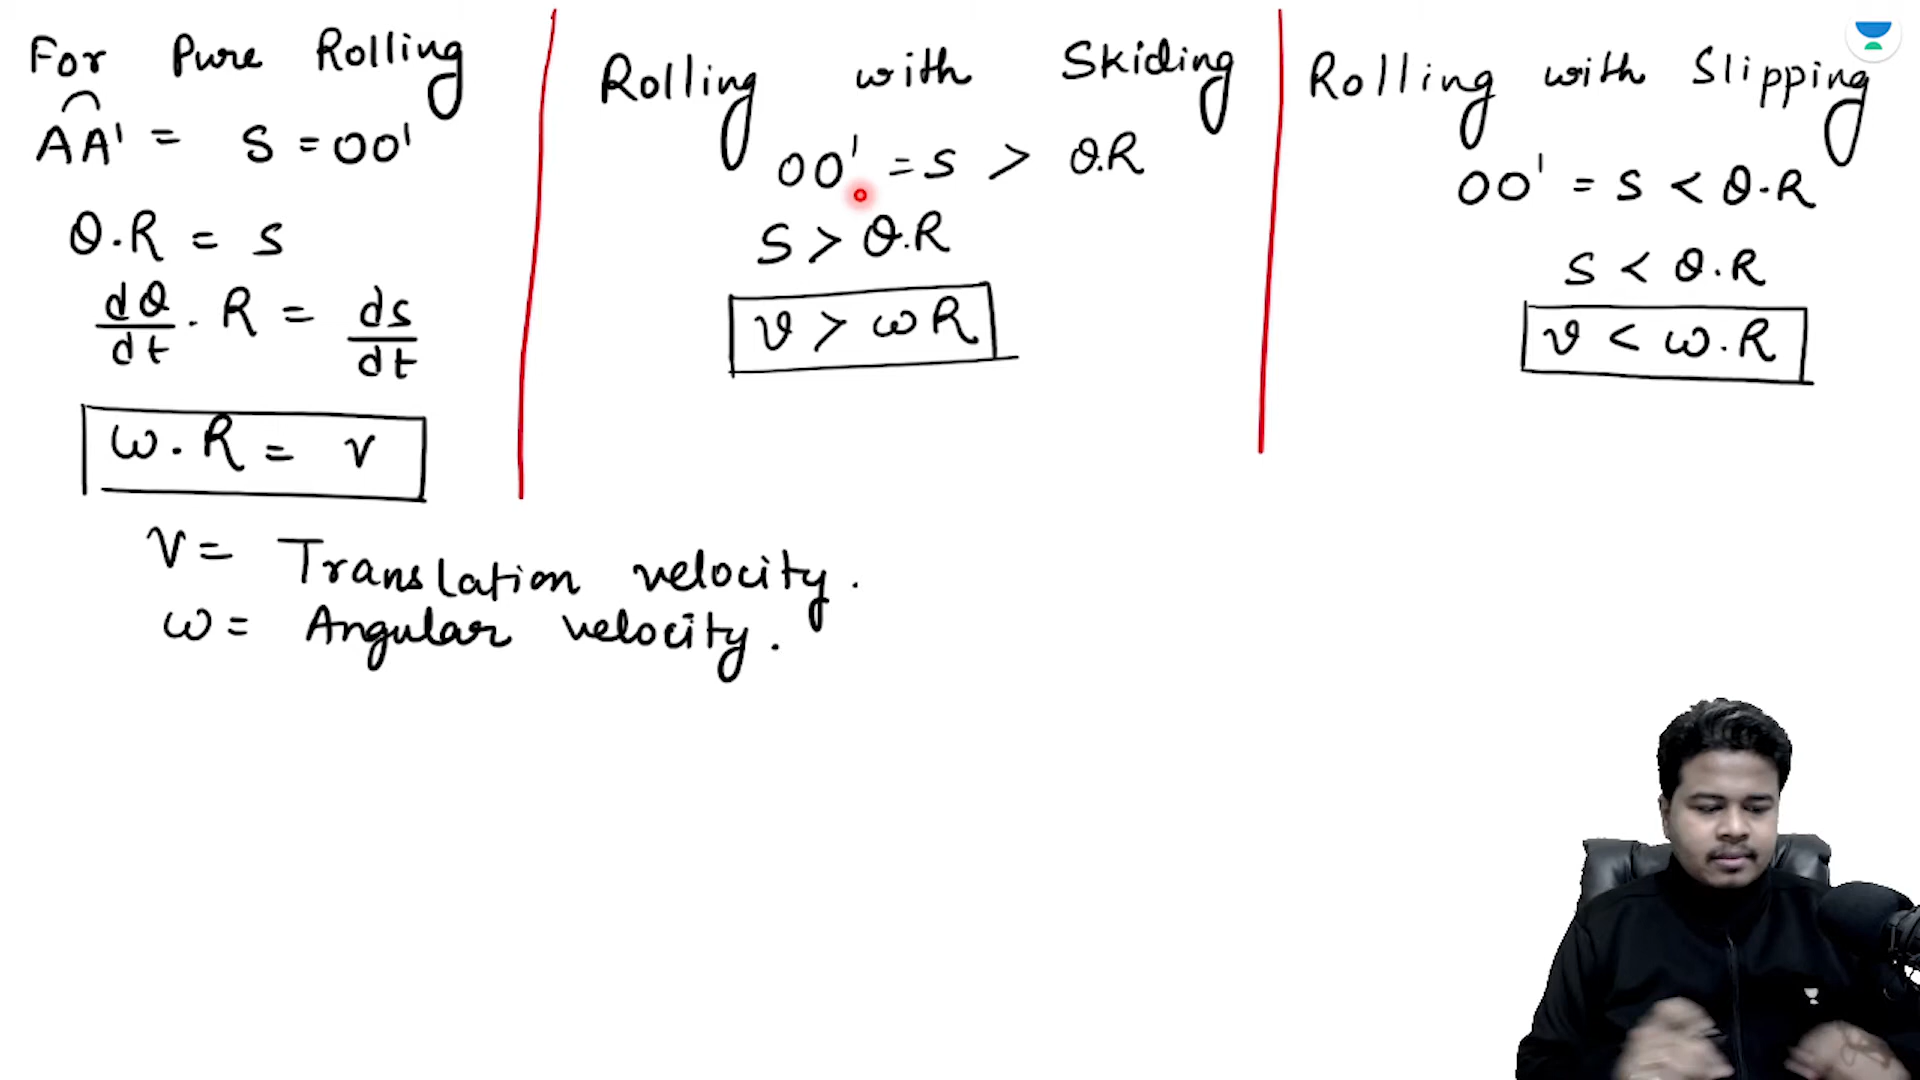 For Pure Rolling
AA' = S = OO'
θ.R = s
dθ/dt . R = ds/dt
ω . R = v
V = Translation velocity.
ω = Angular velocity.
Rolling with Skiding
OO' = s > θ.R
S > θ.R
v > ωR
Rolling with Slipping
OO' = s < θ.R
s < θ.R
v < ω.R